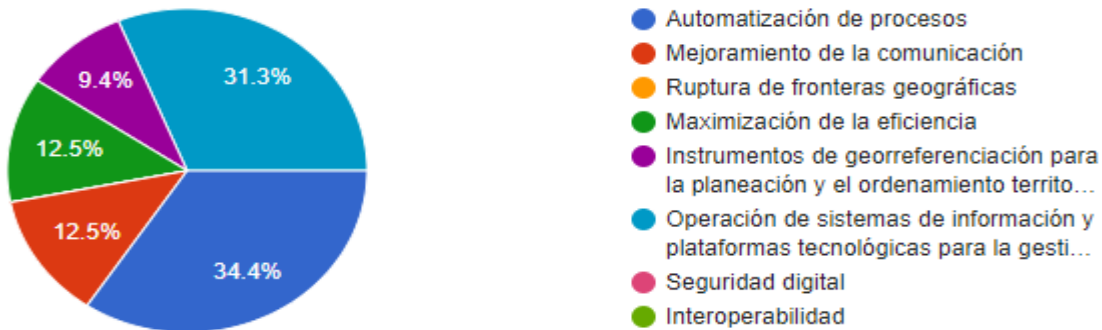 31.3%
9.4%
12.5%
12.5%
34.4%
Automatización de procesos
Mejoramiento de la comunicación
Ruptura de fronteras geográficas
Maximización de la eficiencia
Instrumentos de georreferenciación para
la planeación y el ordenamiento territo...
Operación de sistemas de información y
plataformas tecnológicas para la gesti...
Seguridad digital
Interoperabilidad